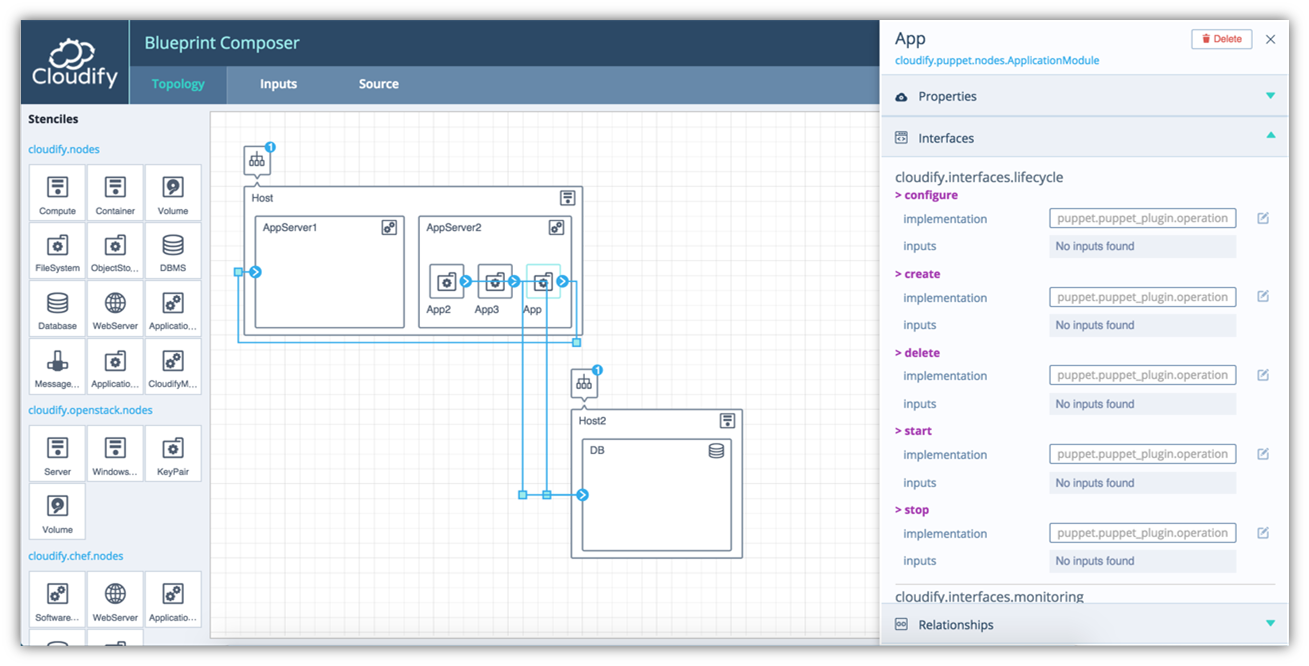 Cloudify
Blueprint Composer
Topology Inputs Source
Stenciles
cloudify.nodes
Compute Container Volume
FileSystem ObjectSto... DBMS
Database WebServer Applicatio...
Message... Applicatio... CloudifyM...
cloudify.openstack.nodes
Server Windows... KeyPair
Volume
cloudify.chef.nodes
Software... WebServer Applicatio...
1
Host
AppServer1 AppServer2
App2 App3 App
1
Host2
DB
App
Delete
cloudify.puppet.nodes.ApplicationModule
Properties
Interfaces
cloudify.interfaces.lifecycle
> configure
implementation puppet.puppet_plugin.operation
inputs No inputs found
> create
implementation puppet.puppet_plugin.operation
inputs No inputs found
> delete
implementation puppet.puppet_plugin.operation
inputs No inputs found
> start
implementation puppet.puppet_plugin.operation
inputs No inputs found
> stop
implementation puppet.puppet_plugin.operation
inputs No inputs found
cloudify.interfaces.monitoring
Relationships